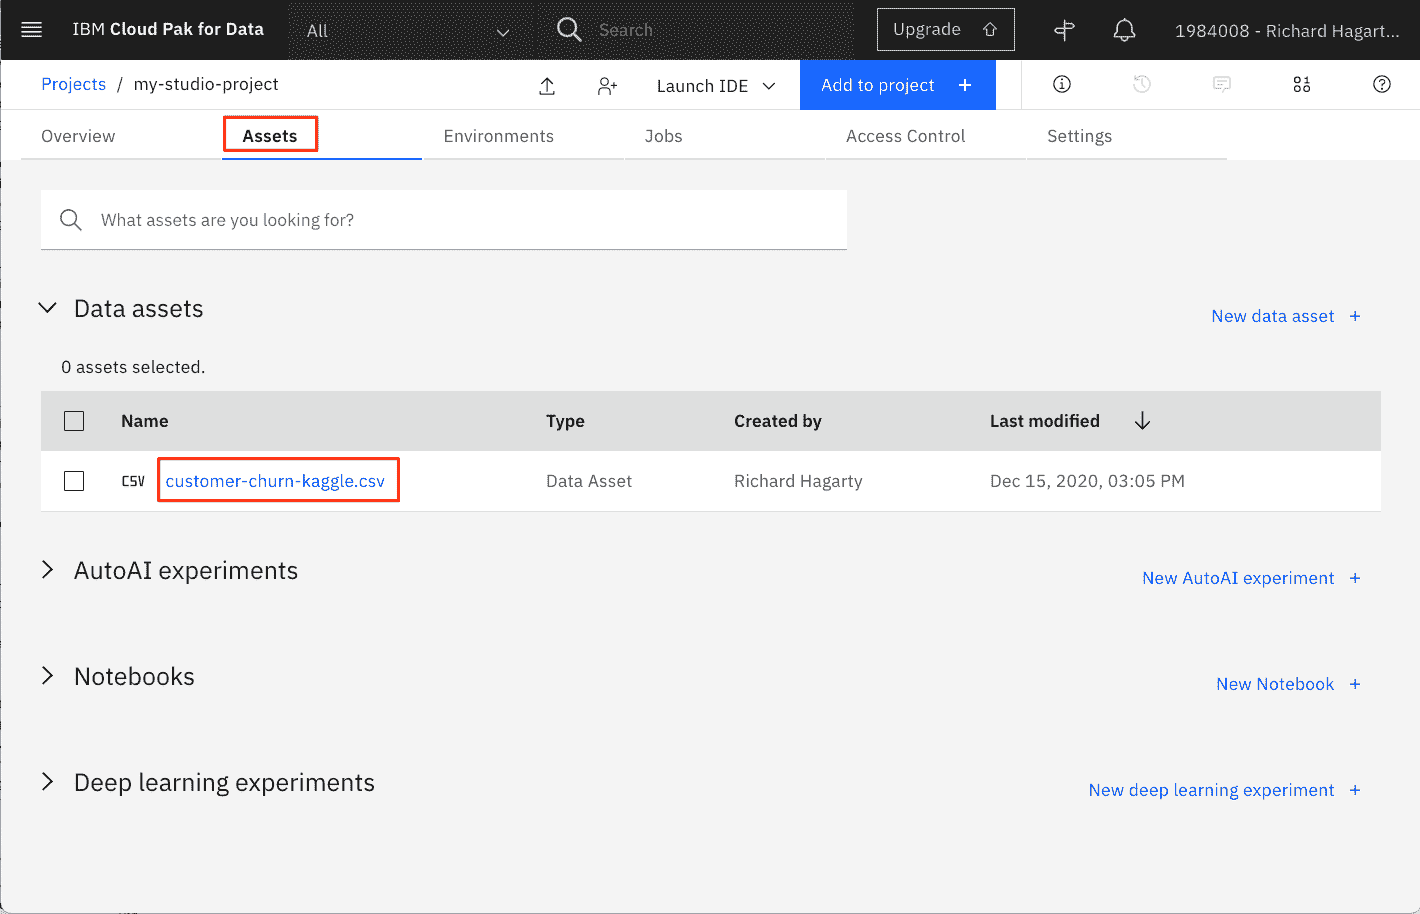 IBM Cloud Pak for Data All Search Upgrade 1984008 - Richard Hagart...
Projects / my-studio-project Launch IDE Add to project +
Overview Assets Environments Jobs Access Control Settings
What assets are you looking for?
Data assets
New data asset +
0 assets selected.
Name Type Created by Last modified
CSV customer-churn-kaggle.csv Data Asset Richard Hagarty Dec 15, 2020, 03:05 PM
AutoAI experiments
New AutoAI experiment +
Notebooks
New Notebook +
Deep learning experiments
New deep learning experiment +